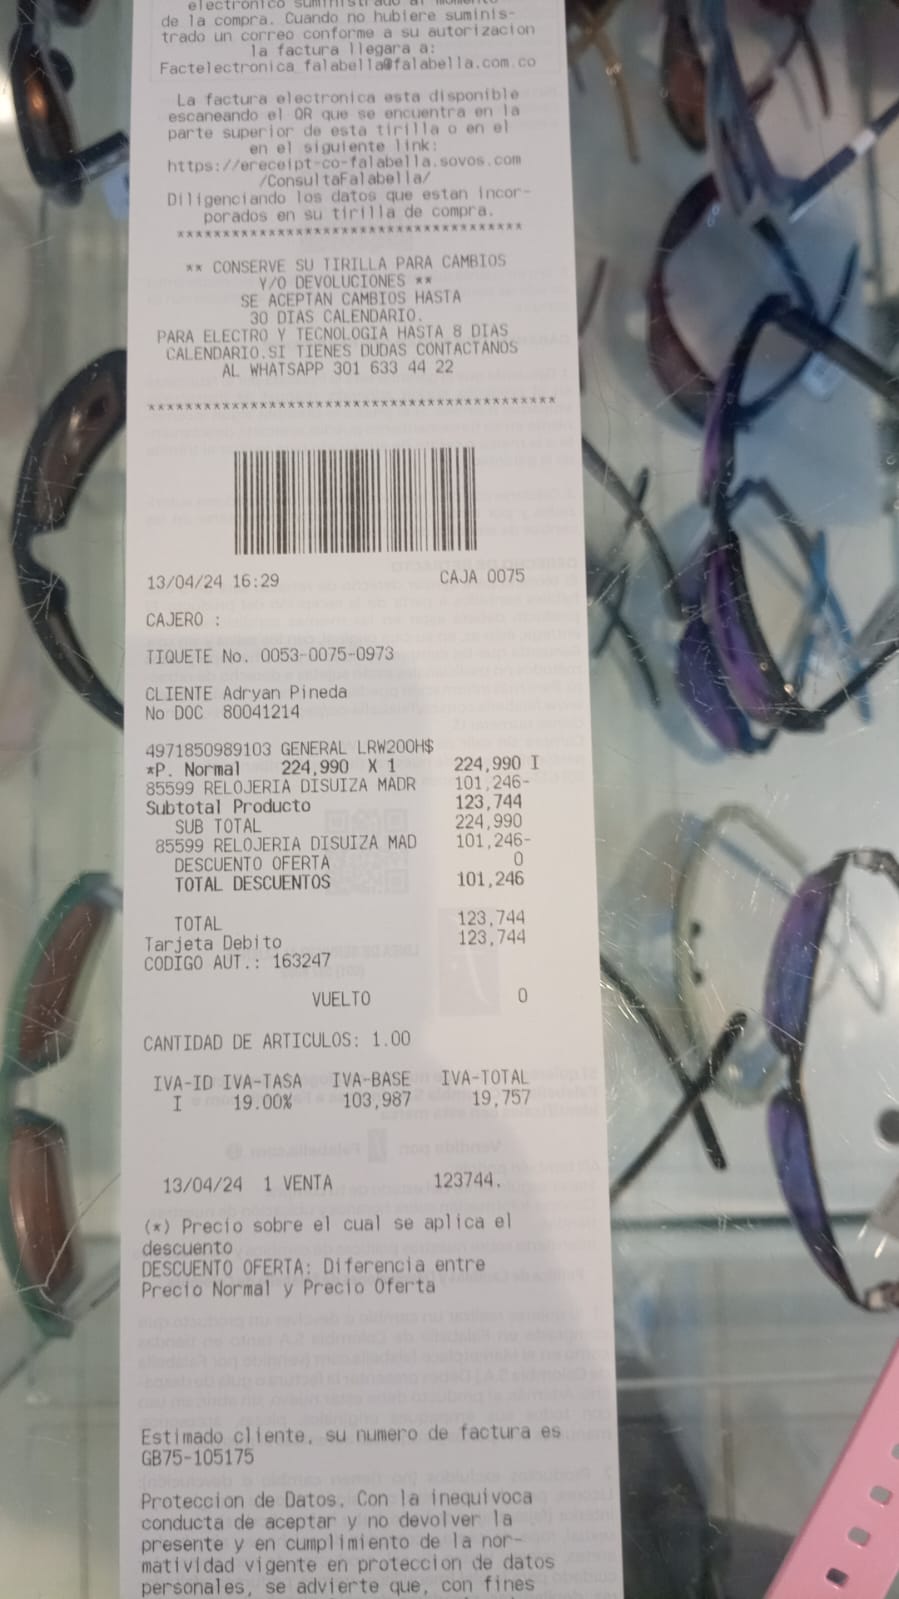 electronico suministrado al momento
de la compra. Cuando no hubiere suminis-
trado un correo conforme a su autorizacion
la factura llegara a:
Factelectronica_falabella@falabella.com.co
La factura electronica esta disponible
escaneando el QR que se encuentra en la
parte superior de esta tirilla o en el
en el siguiente link:
https://ereceipt-co-falabella.sovos.com
/ConsultaFalabella/
Diligenciando los datos que estan incor-
porados en su tirilla de compra.
**************************************
** CONSERVE SU TIRILLA PARA CAMBIOS
Y/O DEVOLUCIONES **
SE ACEPTAN CAMBIOS HASTA
30 DIAS CALENDARIO.
PARA ELECTRO Y TECNOLOGIA HASTA 8 DIAS
CALENDARIO.SI TIENES DUDAS CONTACTANOS
AL WHATSAPP 301 633 44 22
********************************************
13/04/24 16:29 CAJA 0075
CAJERO :
TIQUETE No. 0053-0075-0973
CLIENTE Adryan Pineda
No DOC 80041214
4971850989103 GENERAL LRW200H$
*P. Normal 224,990 X 1 224,990 I
85599 RELOJERIA DISUIZA MADR 101,246-
Subtotal Producto 123,744
SUB TOTAL 224,990
85599 RELOJERIA DISUIZA MAD 101,246-
DESCUENTO OFERTA 0
TOTAL DESCUENTOS 101,246
TOTAL 123,744
Tarjeta Debito 123,744
CODIGO AUT.: 163247
VUELTO 0
CANTIDAD DE ARTICULOS: 1.00
IVA-ID IVA-TASA IVA-BASE IVA-TOTAL
I 19.00% 103,987 19,757
13/04/24 1 VENTA 123744.
(*) Precio sobre el cual se aplica el
descuento
DESCUENTO OFERTA: Diferencia entre
Precio Normal y Precio Oferta
Estimado cliente, su numero de factura es
GB75-105175
Proteccion de Datos. Con la inequivoca
conducta de aceptar y no devolver la
presente y en cumplimiento de la nor-
matividad vigente en proteccion de datos
personales, se advierte que, con fines